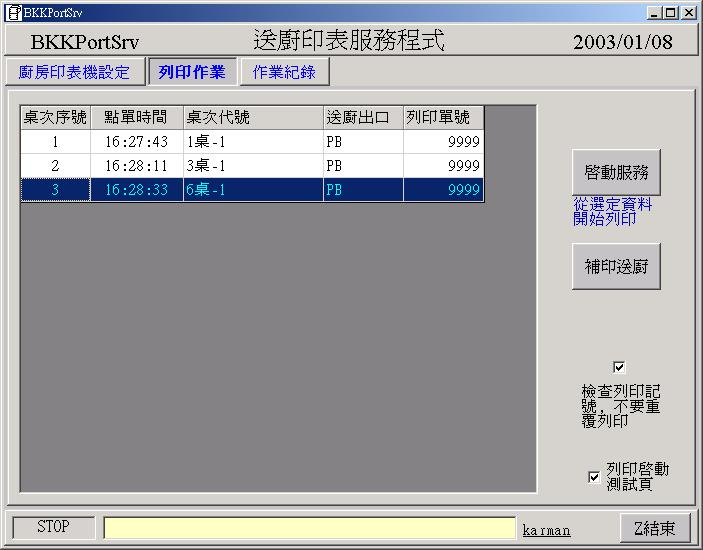 BKKPortSrv
BKKPortSrv 送廚印表服務程式 2003/01/08
廚房印表機設定 列印作業 作業紀錄
桌次序號 點單時間 桌次代號 送廚出口 列印單號
1 16:27:43 1桌-1 PB 9999
2 16:28:11 3桌-1 PB 9999
3 16:28:33 6桌-1 PB 9999
啓動服務
從選定資料
開始列印
補印送廚
檢查列印記
號, 不要重
覆列印
列印啓動
測試頁
STOP karman Z結束